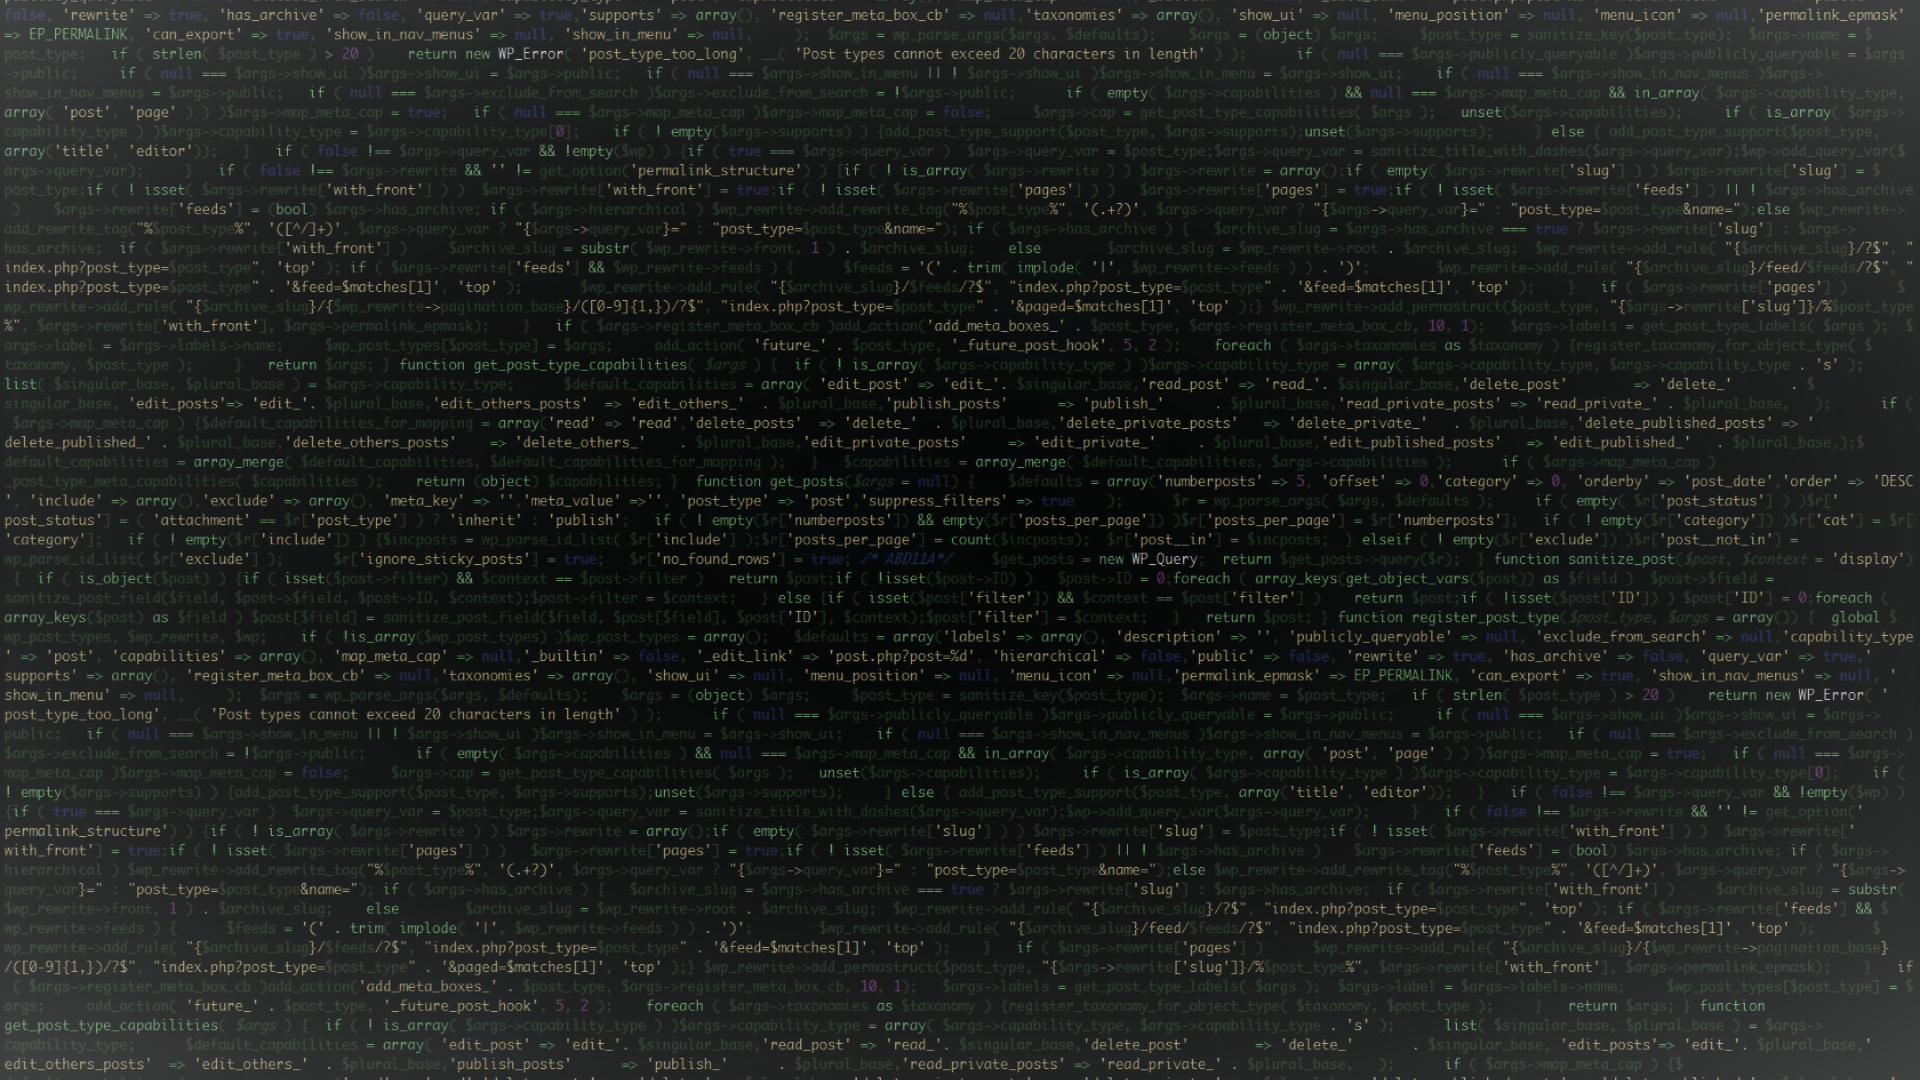 false, 'rewrite' => true, 'has_archive' => false, 'query_var' => true,'supports' => array(), 'register_meta_box_cb' => null,'taxonomies' => array(), 'show_ui' => null, 'menu_position' => null, 'menu_icon' => null,'permalink_epmask'
=> EP_PERMALINK, 'can_export' => true, 'show_in_nav_menus' => null, 'show_in_menu' => null, ); $args = wp_parse_args($args, $defaults); $args = (object) $args; $post_type = sanitize_key($post_type); $args->name = $
post_type; if ( strlen( $post_type ) > 20 ) return new WP_Error( 'post_type_too_long', __( 'Post types cannot exceed 20 characters in length' ) ); if ( null === $args->publicly_queryable )$args->publicly_queryable = $args
->public; if ( null === $args->show_ui )$args->show_ui = $args->public; if ( null === $args->show_in_menu || ! $args->show_ui )$args->show_in_menu = $args->show_ui; if ( null === $args->show_in_nav_menus )$args->
show_in_nav_menus = $args->public; if ( null === $args->exclude_from_search )$args->exclude_from_search = !$args->public; if ( empty( $args->capabilities ) && null === $args->map_meta_cap && in_array( $args->capability_type,
array( 'post', 'page' ) ) )$args->map_meta_cap = true; if ( null === $args->map_meta_cap )$args->map_meta_cap = false; $args->cap = get_post_type_capabilities( $args ); unset($args->capabilities); if ( is_array( $args->
capability_type ) )$args->capability_type = $args->capability_type[0]; if ( ! empty($args->supports) ) {add_post_type_support($post_type, $args->supports);unset($args->supports); } else { add_post_type_support($post_type,
array('title', 'editor')); } if ( false !== $args->query_var && !empty($wp) ) {if ( true === $args->query_var ) $args->query_var = $post_type;$args->query_var = sanitize_title_with_dashes($args->query_var);$wp->add_query_var($
args->query_var); } if ( false !== $args->rewrite && '' != get_option('permalink_structure') ) {if ( ! is_array( $args->rewrite ) ) $args->rewrite = array();if ( empty( $args->rewrite['slug'] ) ) $args->rewrite['slug'] = $
post_type;if ( ! isset( $args->rewrite['with_front'] ) ) $args->rewrite['with_front'] = true;if ( ! isset( $args->rewrite['pages'] ) ) $args->rewrite['pages'] = true;if ( ! isset( $args->rewrite['feeds'] ) || ! $args->has_archive
) $args->rewrite['feeds'] = (bool) $args->has_archive; if ( $args->hierarchical ) $wp_rewrite->add_rewrite_tag("%$post_type%", '(.+?)', $args->query_var ? "{$args->query_var}=" : "post_type=$post_type&name=");else $wp_rewrite->
add_rewrite_tag("%$post_type%", '([^/]+)', $args->query_var ? "{$args->query_var}=" : "post_type=$post_type&name="); if ( $args->has_archive ) { $archive_slug = $args->has_archive === true ? $args->rewrite['slug'] : $args->
has_archive; if ( $args->rewrite['with_front'] ) $archive_slug = substr( $wp_rewrite->front, 1 ) . $archive_slug; else $archive_slug = $wp_rewrite->root . $archive_slug; $wp_rewrite->add_rule( "{$archive_slug}/?$", "
index.php?post_type=$post_type", 'top' ); if ( $args->rewrite['feeds'] && $wp_rewrite->feeds ) { $feeds = '(' . trim( implode( '|', $wp_rewrite->feeds ) ) . ')'; $wp_rewrite->add_rule( "{$archive_slug}/feed/$feeds/?$", "
index.php?post_type=$post_type" . '&feed=$matches[1]', 'top' ); $wp_rewrite->add_rule( "{$archive_slug}/$feeds/?$", "index.php?post_type=$post_type" . '&feed=$matches[1]', 'top' ); } if ( $args->rewrite['pages'] ) $
wp_rewrite->add_rule( "{$archive_slug}/{$wp_rewrite->pagination_base}/([0-9]{1,})/?$", "index.php?post_type=$post_type" . '&paged=$matches[1]', 'top' );} $wp_rewrite->add_permastruct($post_type, "{$args->rewrite['slug']}/%$post_type
%", $args->rewrite['with_front'], $args->permalink_epmask); } if ( $args->register_meta_box_cb )add_action('add_meta_boxes_' . $post_type, $args->register_meta_box_cb, 10, 1); $args->labels = get_post_type_labels( $args ); $
args->label = $args->labels->name; $wp_post_types[$post_type] = $args; add_action( 'future_' . $post_type, '_future_post_hook', 5, 2 ); foreach ( $args->taxonomies as $taxonomy ) {register_taxonomy_for_object_type( $
taxonomy, $post_type ); } return $args; } function get_post_type_capabilities( $args ) { if ( ! is_array( $args->capability_type ) )$args->capability_type = array( $args->capability_type, $args->capability_type . 's' );
list( $singular_base, $plural_base ) = $args->capability_type; $default_capabilities = array( 'edit_post' => 'edit_'. $singular_base,'read_post' => 'read_'. $singular_base,'delete_post' => 'delete_' . $
singular_base, 'edit_posts'=> 'edit_'. $plural_base,'edit_others_posts' => 'edit_others_' . $plural_base,'publish_posts' => 'publish_' . $plural_base,'read_private_posts' => 'read_private_' . $plural_base, ); if (
$args->map_meta_cap ) {$default_capabilities_for_mapping = array('read' => 'read','delete_posts' => 'delete_' . $plural_base,'delete_private_posts' => 'delete_private_' . $plural_base,'delete_published_posts' => '
delete_published_' . $plural_base,'delete_others_posts' => 'delete_others_' . $plural_base,'edit_private_posts' => 'edit_private_' . $plural_base,'edit_published_posts' => 'edit_published_' . $plural_base,);$
default_capabilities = array_merge( $default_capabilities, $default_capabilities_for_mapping ); } $capabilities = array_merge( $default_capabilities, $args->capabilities ); if ( $args->map_meta_cap )
_post_type_meta_capabilities( $capabilities ); return (object) $capabilities; } function get_posts($args = null) { $defaults = array('numberposts' => 5, 'offset' => 0,'category' => 0, 'orderby' => 'post_date','order' => 'DESC
', 'include' => array(),'exclude' => array(), 'meta_key' => '','meta_value' =>'', 'post_type' => 'post','suppress_filters' => true ); $r = wp_parse_args( $args, $defaults ); if ( empty( $r['post_status'] ) )$r['
post_status'] = ( 'attachment' == $r['post_type'] ) ? 'inherit' : 'publish'; if ( ! empty($r['numberposts']) && empty($r['posts_per_page']) )$r['posts_per_page'] = $r['numberposts']; if ( ! empty($r['category']) )$r['cat'] = $r[
'category']; if ( ! empty($r['include']) ) {$incposts = wp_parse_id_list( $r['include'] );$r['posts_per_page'] = count($incposts); $r['post__in'] = $incposts; } elseif ( ! empty($r['exclude']) )$r['post__not_in'] =
wp_parse_id_list( $r['exclude'] ); $r['ignore_sticky_posts'] = true; $r['no_found_rows'] = true; /* ABD11A*/ $get_posts = new WP_Query; return $get_posts->query($r); } function sanitize_post($post, $context = 'display')
{ if ( is_object($post) ) {if ( isset($post->filter) && $context == $post->filter ) return $post;if ( !isset($post->ID) ) $post->ID = 0;foreach ( array_keys(get_object_vars($post)) as $field ) $post->$field =
sanitize_post_field($field, $post->$field, $post->ID, $context);$post->filter = $context; } else {if ( isset($post['filter']) && $context == $post['filter'] ) return $post;if ( !isset($post['ID']) ) $post['ID'] = 0;foreach (
array_keys($post) as $field ) $post[$field] = sanitize_post_field($field, $post[$field], $post['ID'], $context);$post['filter'] = $context; } return $post; } function register_post_type($post_type, $args = array()) { global $
wp_post_types, $wp_rewrite, $wp; if ( !is_array($wp_post_types) )$wp_post_types = array(); $defaults = array('labels' => array(), 'description' => '', 'publicly_queryable' => null, 'exclude_from_search' => null,'capability_type
' => 'post', 'capabilities' => array(), 'map_meta_cap' => null,'_builtin' => false, '_edit_link' => 'post.php?post=%d', 'hierarchical' => false,'public' => false, 'rewrite' => true, 'has_archive' => false, 'query_var' => true,'
supports' => array(), 'register_meta_box_cb' => null,'taxonomies' => array(), 'show_ui' => null, 'menu_position' => null, 'menu_icon' => null,'permalink_epmask' => EP_PERMALINK, 'can_export' => true, 'show_in_nav_menus' => null, '
show_in_menu' => null, ); $args = wp_parse_args($args, $defaults); $args = (object) $args; $post_type = sanitize_key($post_type); $args->name = $post_type; if ( strlen( $post_type ) > 20 ) return new WP_Error( '
post_type_too_long', __( 'Post types cannot exceed 20 characters in length' ) ); if ( null === $args->publicly_queryable )$args->publicly_queryable = $args->public; if ( null === $args->show_ui )$args->show_ui = $args->
public; if ( null === $args->show_in_menu || ! $args->show_ui )$args->show_in_menu = $args->show_ui; if ( null === $args->show_in_nav_menus )$args->show_in_nav_menus = $args->public; if ( null === $args->exclude_from_search )
$args->exclude_from_search = !$args->public; if ( empty( $args->capabilities ) && null === $args->map_meta_cap && in_array( $args->capability_type, array( 'post', 'page' ) ) )$args->map_meta_cap = true; if ( null === $args->
map_meta_cap )$args->map_meta_cap = false; $args->cap = get_post_type_capabilities( $args ); unset($args->capabilities); if ( is_array( $args->capability_type ) )$args->capability_type = $args->capability_type[0]; if (
! empty($args->supports) ) {add_post_type_support($post_type, $args->supports);unset($args->supports); } else { add_post_type_support($post_type, array('title', 'editor')); } if ( false !== $args->query_var && !empty($wp) )
{if ( true === $args->query_var ) $args->query_var = $post_type;$args->query_var = sanitize_title_with_dashes($args->query_var);$wp->add_query_var($args->query_var); } if ( false !== $args->rewrite && '' != get_option('
permalink_structure') ) {if ( ! is_array( $args->rewrite ) ) $args->rewrite = array();if ( empty( $args->rewrite['slug'] ) ) $args->rewrite['slug'] = $post_type;if ( ! isset( $args->rewrite['with_front'] ) ) $args->rewrite['
with_front'] = true;if ( ! isset( $args->rewrite['pages'] ) ) $args->rewrite['pages'] = true;if ( ! isset( $args->rewrite['feeds'] ) || ! $args->has_archive ) $args->rewrite['feeds'] = (bool) $args->has_archive; if ( $args->
hierarchical ) $wp_rewrite->add_rewrite_tag("%$post_type%", '(.+?)', $args->query_var ? "{$args->query_var}=" : "post_type=$post_type&name=");else $wp_rewrite->add_rewrite_tag("%$post_type%", '([^/]+)', $args->query_var ? "{$args->
query_var}=" : "post_type=$post_type&name="); if ( $args->has_archive ) { $archive_slug = $args->has_archive === true ? $args->rewrite['slug'] : $args->has_archive; if ( $args->rewrite['with_front'] ) $archive_slug = substr(
$wp_rewrite->front, 1 ) . $archive_slug; else $archive_slug = $wp_rewrite->root . $archive_slug; $wp_rewrite->add_rule( "{$archive_slug}/?$", "index.php?post_type=$post_type", 'top' ); if ( $args->rewrite['feeds'] && $
wp_rewrite->feeds ) { $feeds = '(' . trim( implode( '|', $wp_rewrite->feeds ) ) . ')'; $wp_rewrite->add_rule( "{$archive_slug}/feed/$feeds/?$", "index.php?post_type=$post_type" . '&feed=$matches[1]', 'top' ); $
wp_rewrite->add_rule( "{$archive_slug}/$feeds/?$", "index.php?post_type=$post_type" . '&feed=$matches[1]', 'top' ); } if ( $args->rewrite['pages'] ) $wp_rewrite->add_rule( "{$archive_slug}/{$wp_rewrite->pagination_base}
/([0-9]{1,})/?$", "index.php?post_type=$post_type" . '&paged=$matches[1]', 'top' );} $wp_rewrite->add_permastruct($post_type, "{$args->rewrite['slug']}/%$post_type%", $args->rewrite['with_front'], $args->permalink_epmask); } if
( $args->register_meta_box_cb )add_action('add_meta_boxes_' . $post_type, $args->register_meta_box_cb, 10, 1); $args->labels = get_post_type_labels( $args ); $args->label = $args->labels->name; $wp_post_types[$post_type] = $
args; add_action( 'future_' . $post_type, '_future_post_hook', 5, 2 ); foreach ( $args->taxonomies as $taxonomy ) {register_taxonomy_for_object_type( $taxonomy, $post_type ); } return $args; } function
get_post_type_capabilities( $args ) { if ( ! is_array( $args->capability_type ) )$args->capability_type = array( $args->capability_type, $args->capability_type . 's' ); list( $singular_base, $plural_base ) = $args->
capability_type; $default_capabilities = array( 'edit_post' => 'edit_'. $singular_base,'read_post' => 'read_'. $singular_base,'delete_post' => 'delete_' . $singular_base, 'edit_posts'=> 'edit_'. $plural_base,'
edit_others_posts' => 'edit_others_' . $plural_base,'publish_posts' => 'publish_' . $plural_base,'read_private_posts' => 'read_private_' . $plural_base, ); if ( $args->map_meta_cap ) {$